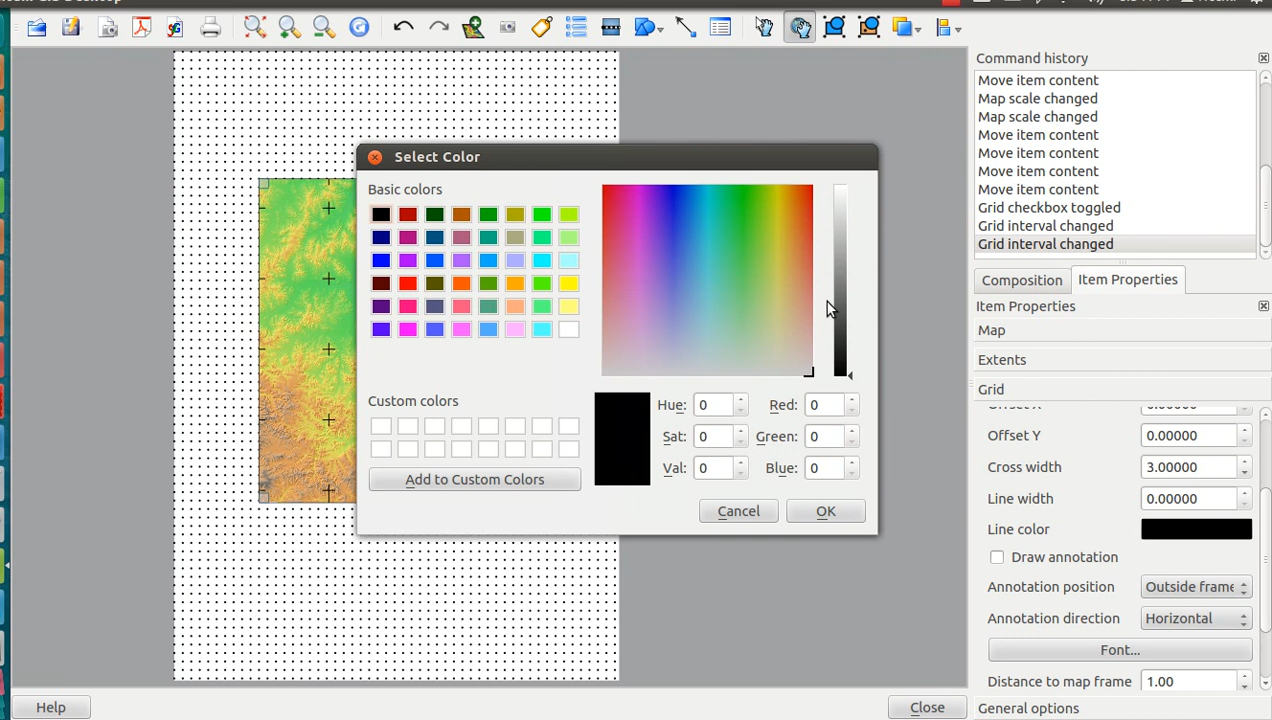 Command history
Move item content
Map scale changed
Map scale changed
Move item content
Move item content
Move item content
Move item content
Grid checkbox toggled
Grid interval changed
Grid interval changed
Select Color
Basic colors
Custom colors
Add to Custom Colors
Hue: 0
Red: 0
Sat: 0
Green: 0
Val: 0
Blue: 0
Cancel
OK
Composition
Item Properties
Item Properties
Map
Extents
Grid
Offset Y 0.00000
Cross width 3.00000
Line width 0.00000
Line color
Draw annotation
Annotation position Outside frame
Annotation direction Horizontal
Font...
Distance to map frame 1.00
General options
Help
Close